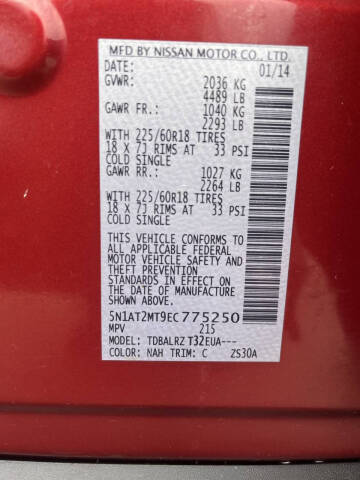 MFD BY NISSAN MOTOR CO., LTD.
DATE: 01/14
GVWR: 2036 KG
4489 LB
GAWR FR.: 1040 KG
2293 LB
WITH 225/60R18 TIRES
18 X 7J RIMS AT 33 PSI
COLD SINGLE
GAWR RR.: 1027 KG
2264 LB
WITH 225/60R18 TIRES
18 X 7J RIMS AT 33 PSI
COLD SINGLE
THIS VEHICLE CONFORMS TO
ALL APPLICABLE FEDERAL
MOTOR VEHICLE SAFETY AND
THEFT PREVENTION
STANDARDS IN EFFECT ON
THE DATE OF MANUFACTURE
SHOWN ABOVE.
5N1AT2MT9EC775250
MPV 215
MODEL: TDBALRZ T32EUA---
COLOR: NAH TRIM: C ZS30A